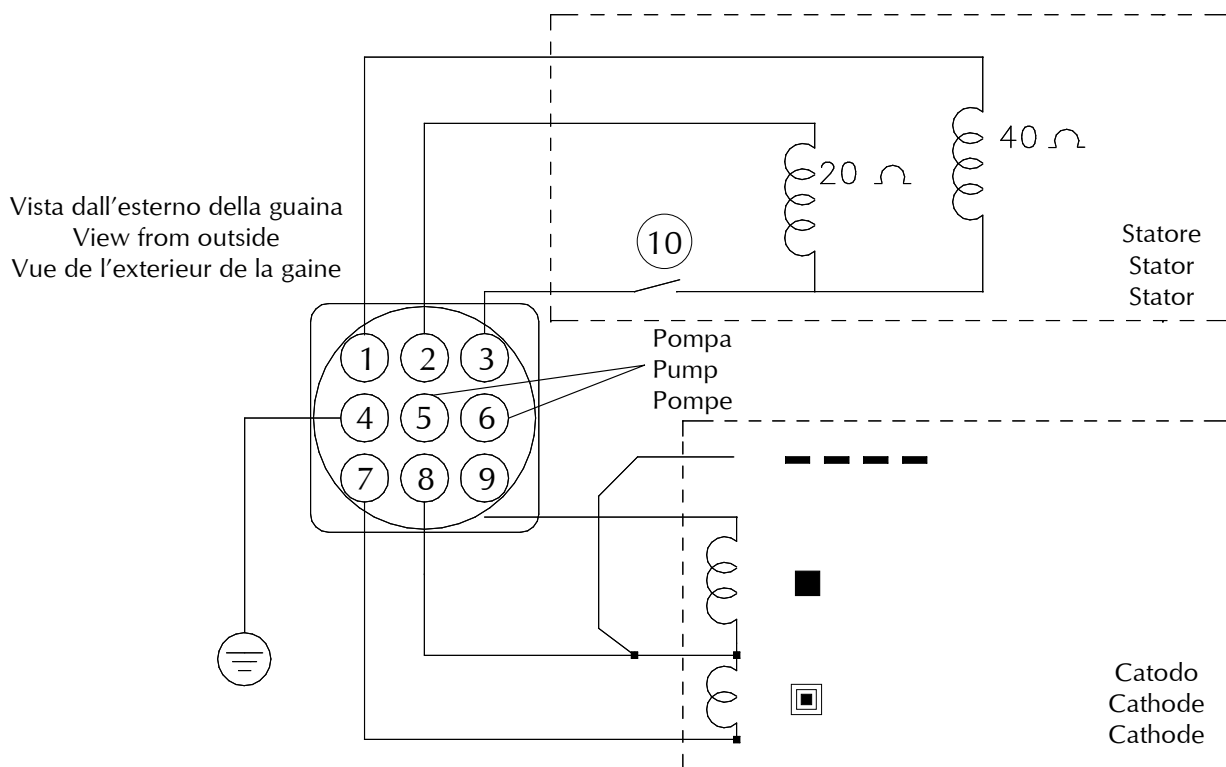 40 Ω
20 Ω
Vista dall'esterno della guaina
View from outside
Vue de l'exterieur de la gaine
10
Statore
Stator
Stator
1 2 3
Pompa
Pump
Pompe
4 5 6
7 8 9
Catodo
Cathode
Cathode